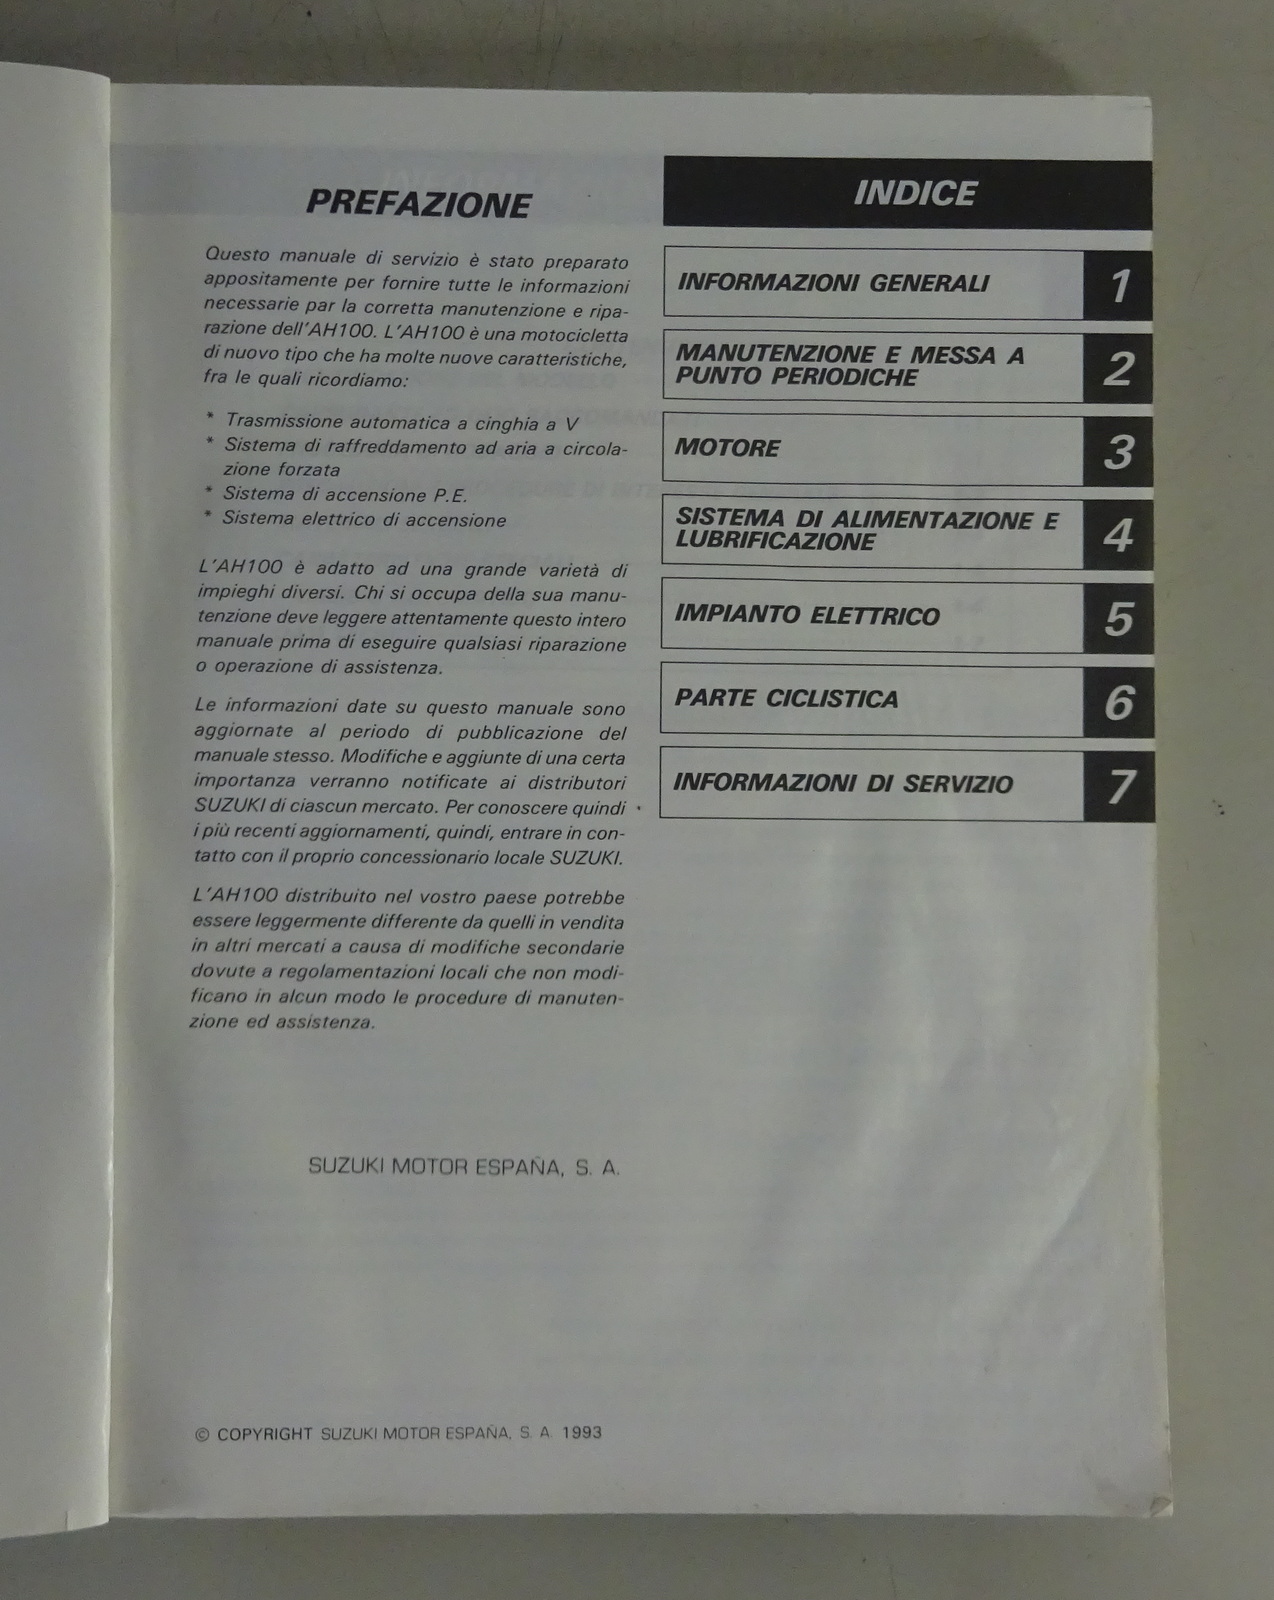 PREFAZIONE
Questo manuale di servizio è stato preparato
appositamente per fornire tutte le informazioni
necessarie par la corretta manutenzione e ripa-
razione dell'AH100. L'AH100 è una motocicletta
di nuovo tipo che ha molte nuove caratteristiche,
fra le quali ricordiamo:
* Trasmissione automatica a cinghia a V
* Sistema di raffreddamento ad aria a circola-
zione forzata
* Sistema di accensione P.E.
* Sistema elettrico di accensione
L'AH100 è adatto ad una grande varietà di
impieghi diversi. Chi si occupa della sua manu-
tenzione deve leggere attentamente questo intero
manuale prima di eseguire qualsiasi riparazione
o operazione di assistenza.
Le informazioni date su questo manuale sono
aggiornate al periodo di pubblicazione del
manuale stesso. Modifiche e aggiunte di una certa
importanza verranno notificate ai distributori
SUZUKI di ciascun mercato. Per conoscere quindi
i più recenti aggiornamenti, quindi, entrare in con-
tatto con il proprio concessionario locale SUZUKI.
L'AH100 distribuito nel vostro paese potrebbe
essere leggermente differente da quelli in vendita
in altri mercati a causa di modifiche secondarie
dovute a regolamentazioni locali che non modi-
ficano in alcun modo le procedure di manuten-
zione ed assistenza.
SUZUKI MOTOR ESPAÑA, S. A.
© COPYRIGHT SUZUKI MOTOR ESPAÑA, S. A. 1993
INDICE
INFORMAZIONI GENERALI 1
MANUTENZIONE E MESSA A
PUNTO PERIODICHE 2
MOTORE 3
SISTEMA DI ALIMENTAZIONE E
LUBRIFICAZIONE 4
IMPIANTO ELETTRICO 5
PARTE CICLISTICA 6
INFORMAZIONI DI SERVIZIO 7